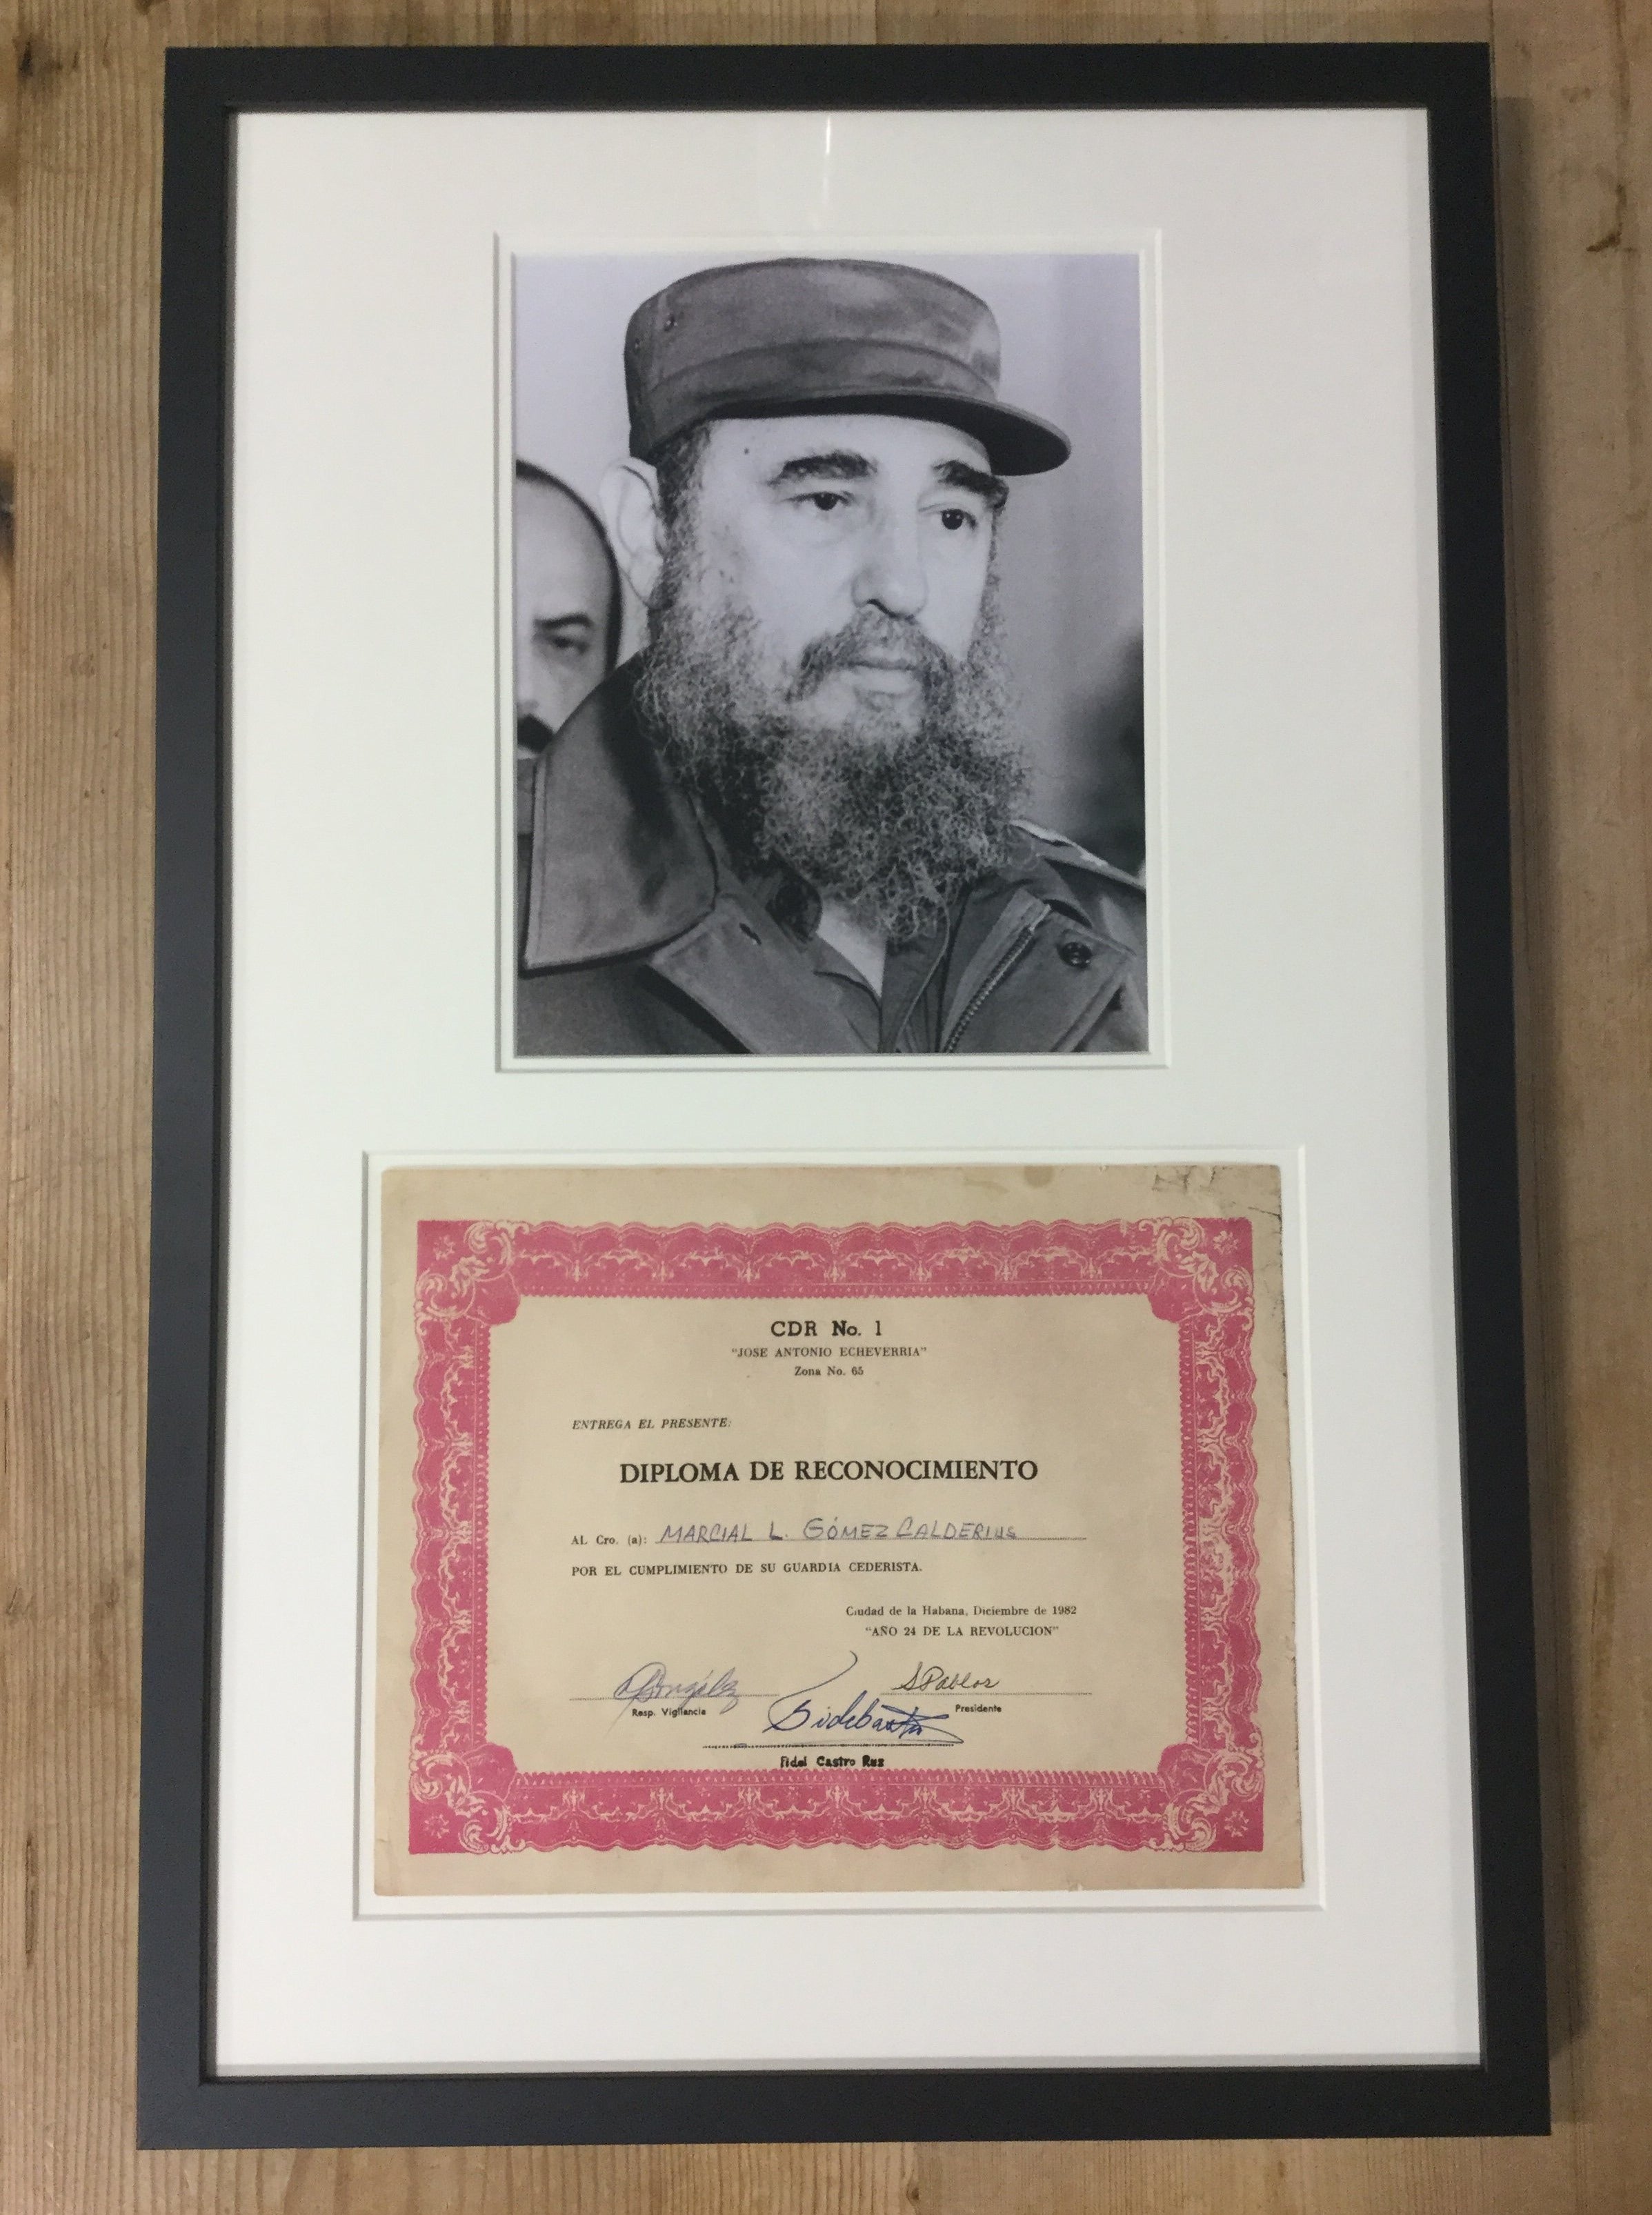 CDR No. 1
"JOSE ANTONIO ECHEVERRIA"
Zona No. 65
ENTREGA EL PRESENTE:
DIPLOMA DE RECONOCIMIENTO
AL Cro. (a): MARCIAL L. GÓMEZ CALDERIUS
POR EL CUMPLIMIENTO DE SU GUARDIA CEDERISTA.
Ciudad de la Habana, Diciembre de 1982
"AÑO 24 DE LA REVOLUCION"
González SPablos
Resp. Vigilancia Presidente
Fidel Castro Ruz